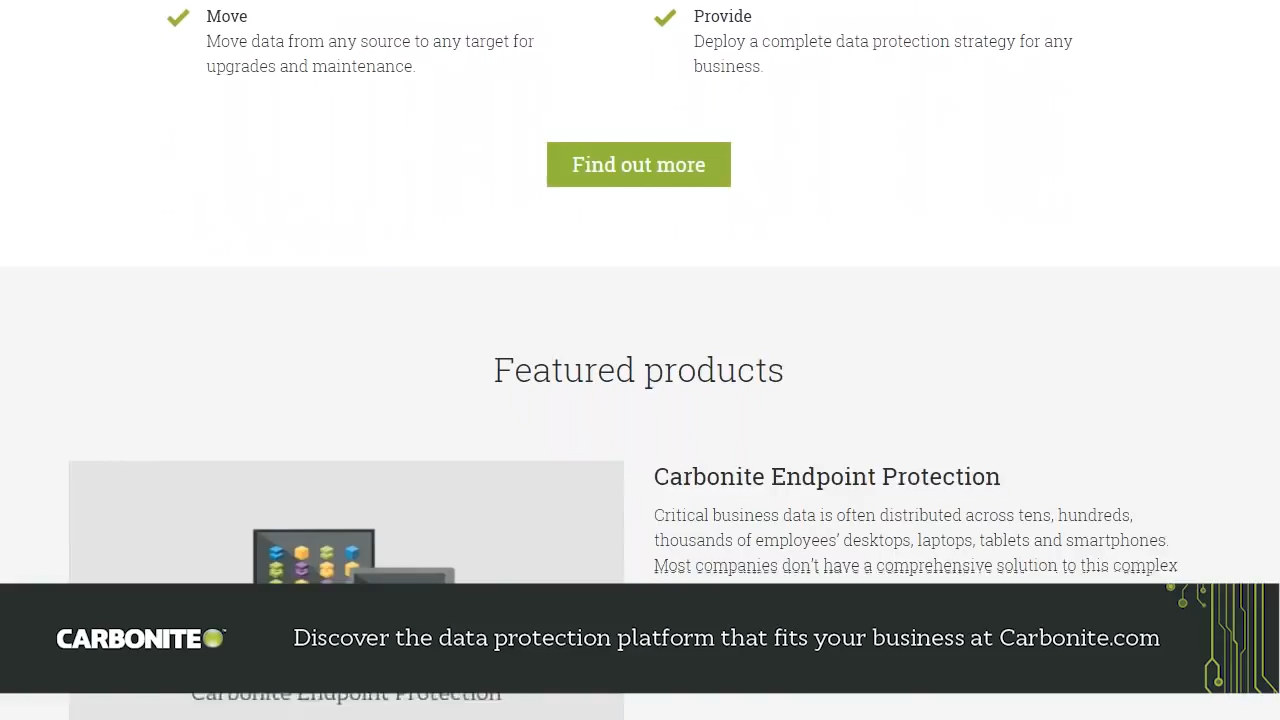 Move
Move data from any source to any target for
upgrades and maintenance.
Provide
Deploy a complete data protection strategy for any
business.
Find out more
Featured products
Carbonite Endpoint Protection
Critical business data is often distributed across tens, hundreds,
thousands of employees’ desktops, laptops, tablets and smartphones.
Most companies don't have a comprehensive solution to this complex
CARBONITE™
Discover the data protection platform that fits your business at Carbonite.com
Carbonite Endpoint Protection